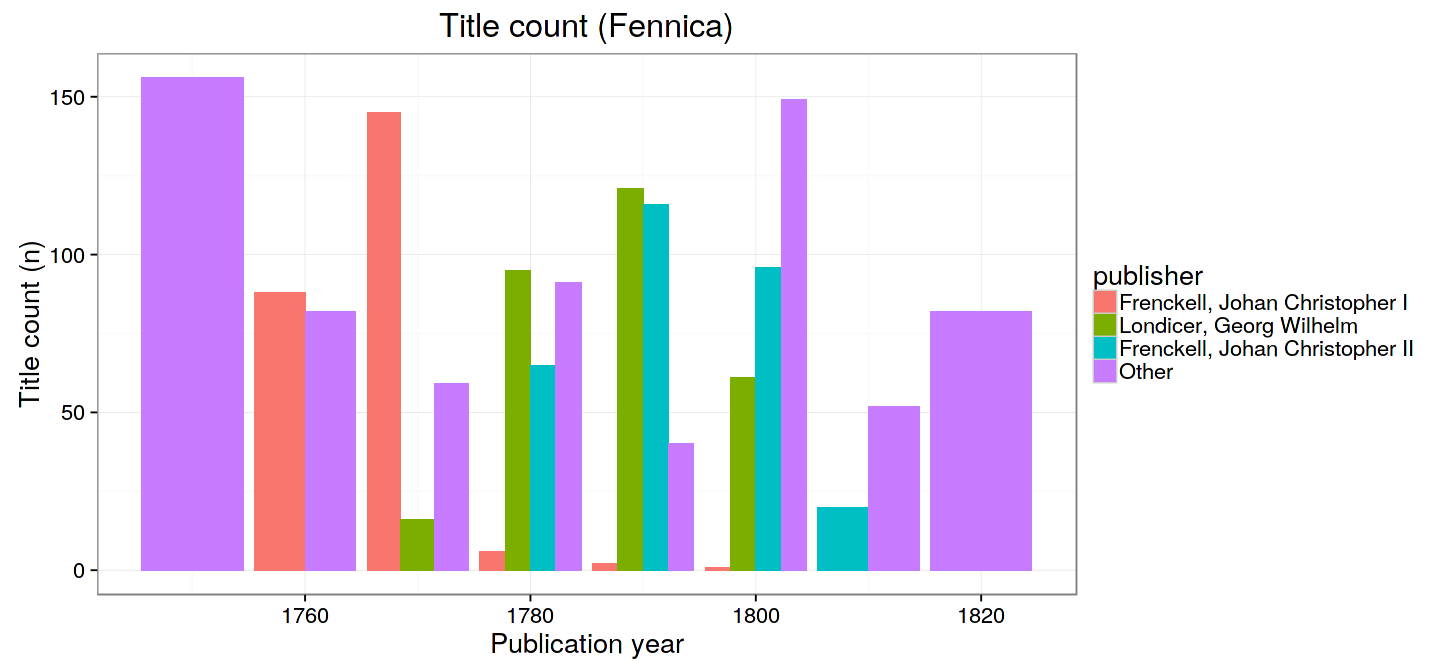 Title count (Fennica)
Title count (n)
150
100
50
0
1760
1780
1800
1820
Publication year
publisher
Frenckell, Johan Christopher I
Londicer, Georg Wilhelm
Frenckell, Johan Christopher II
Other